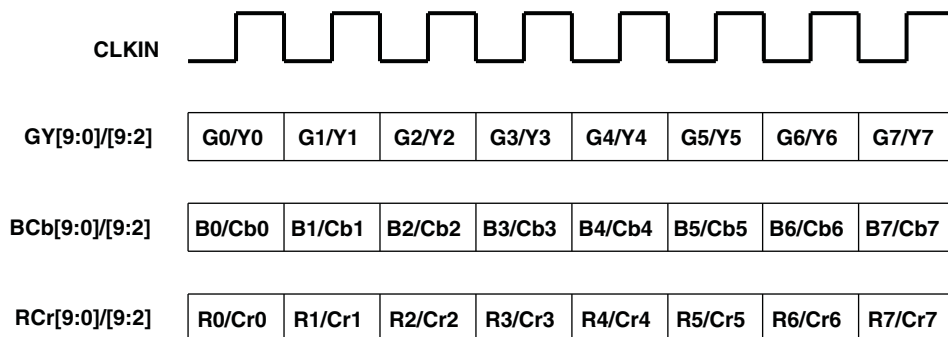 CLKIN
GY[9:0]/[9:2] G0/Y0 G1/Y1 G2/Y2 G3/Y3 G4/Y4 G5/Y5 G6/Y6 G7/Y7
BCb[9:0]/[9:2] B0/Cb0 B1/Cb1 B2/Cb2 B3/Cb3 B4/Cb4 B5/Cb5 B6/Cb6 B7/Cb7
RCr[9:0]/[9:2] R0/Cr0 R1/Cr1 R2/Cr2 R3/Cr3 R4/Cr4 R5/Cr5 R6/Cr6 R7/Cr7